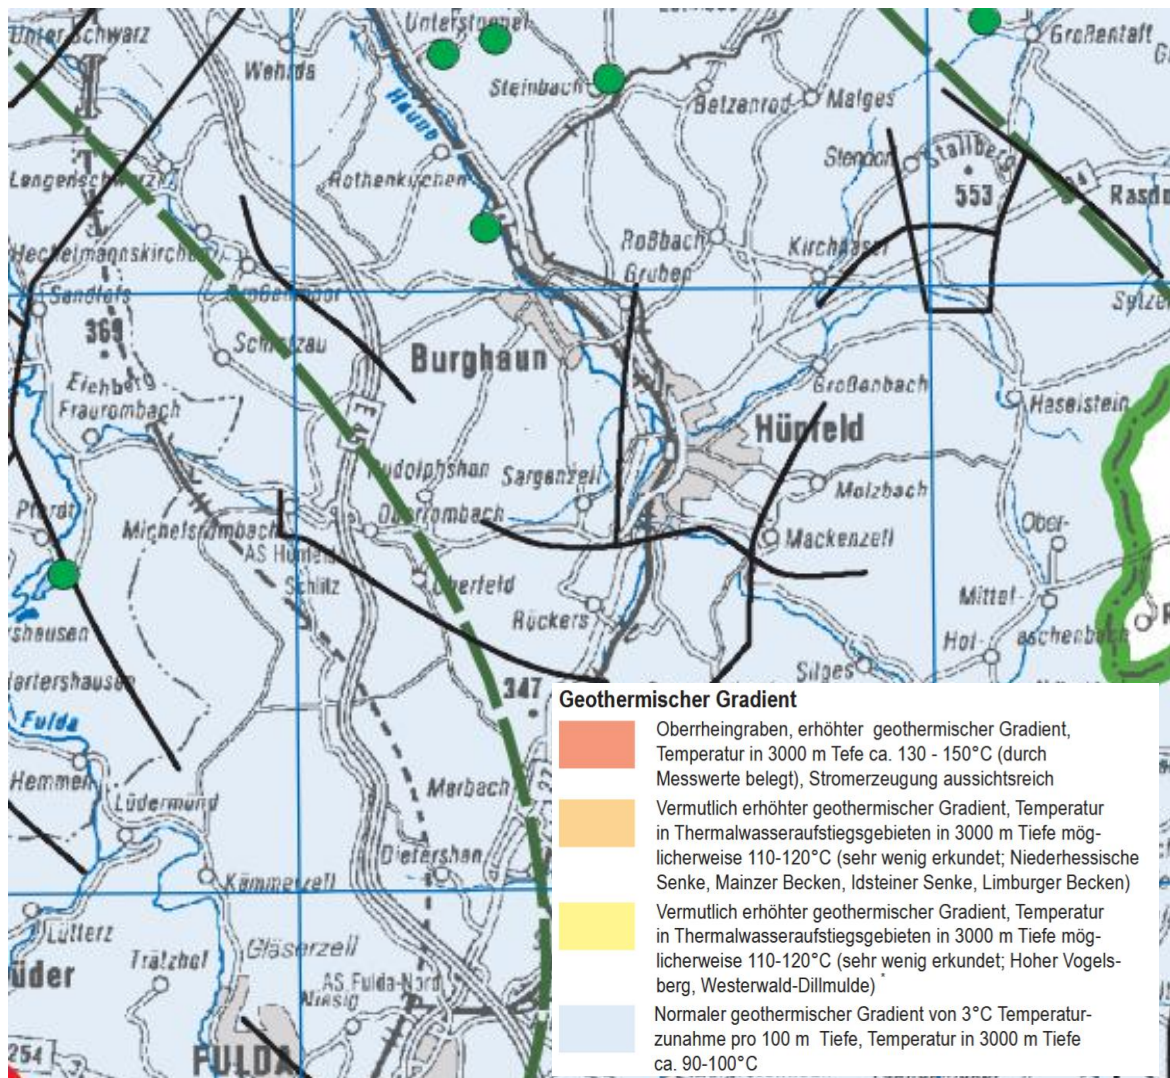 Unterstoppel
Wehrda
Steinbach
Betzenrod
Malges
Großentaft
Haune
Langenschwarz
Rothenkirchen
Stendorf
Stallberg
553
84
Roßbach
Kirchhasel
Gruben
Hechelmannskirchen
Sandlofs
369
Schletzau
Burghaun
Großenbach
Eichberg
Fraurombach
Haselstein
Hünfeld
Rudolphshan
Sargenzell
Molzbach
Pfordt
Michelsrombach
Oberrombach
Mackenzell
Ober-
AS Hünfeld
Schlitz
Oberfeld
Mittel-
Rückers
Hof-
aschenbach
Silges
Fulda
347
Hemmen
Lüdermünd
Marbach
27
Dietershan
Kämmerzell
Lütterz
Trätzhof
Gläserzell
AS.Fulda-Nord
Niesig
254
FULDA
Geothermischer Gradient
Oberrheingraben, erhöhter geothermischer Gradient,
Temperatur in 3000 m Tefe ca. 130 - 150°C (durch
Messwerte belegt), Stromerzeugung aussichtsreich
Vermutlich erhöhter geothermischer Gradient, Temperatur
in Thermalwasseraufstiegsgebieten in 3000 m Tiefe mög-
licherweise 110-120°C (sehr wenig erkundet; Niederhessische
Senke, Mainzer Becken, Idsteiner Senke, Limburger Becken)
Vermutlich erhöhter geothermischer Gradient, Temperatur
in Thermalwasseraufstiegsgebieten in 3000 m Tiefe mög-
licherweise 110-120°C (sehr wenig erkundet; Hoher Vogels-
berg, Westerwald-Dillmulde) *
Normaler geothermischer Gradient von 3°C Temperatur-
zunahme pro 100 m Tiefe, Temperatur in 3000 m Tiefe
ca. 90-100°C